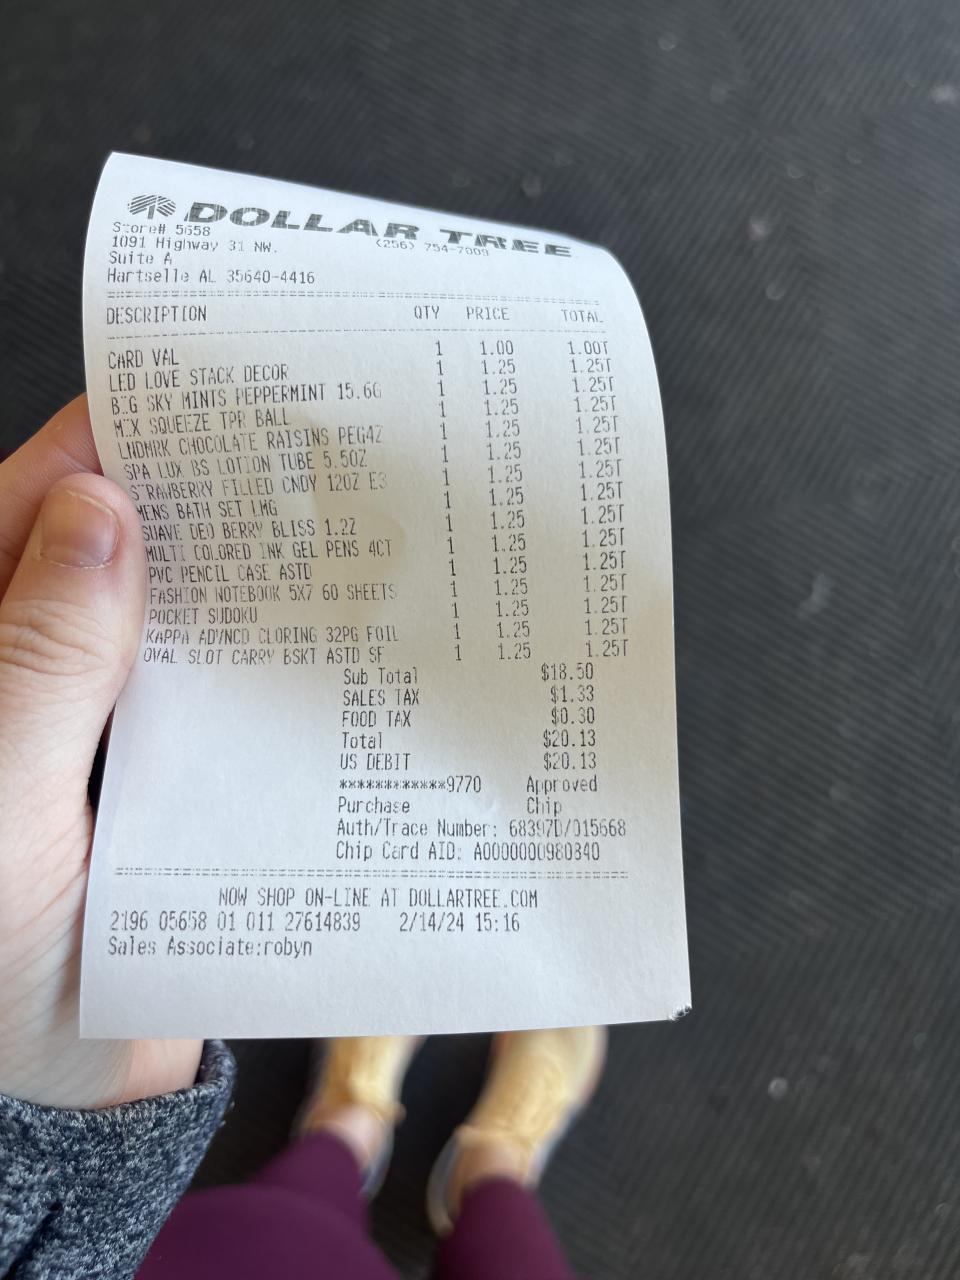 DOLLAR TREE
Store# 5658 (256) 754-7009
1091 Highway 31 NW.
Suite A
Hartselle AL 35640-4416
DESCRIPTION QTY PRICE TOTAL
CARD VAL 1 1.00 1.00T
LED LOVE STACK DECOR 1 1.25 1.25T
BIG SKY MINTS PEPPERMINT 15.6G 1 1.25 1.25T
MIX SQUEEZE TPR BALL 1 1.25 1.25T
LNDMRK CHOCOLATE RAISINS PEG4Z 1 1.25 1.25T
SPA LUX BS LOTION TUBE 5.5OZ 1 1.25 1.25T
STRAWBERRY FILLED CNDY 12OZ E3 1 1.25 1.25T
MENS BATH SET LMG 1 1.25 1.25T
SUAVE DEO BERRY BLISS 1.2Z 1 1.25 1.25T
MULTI COLORED INK GEL PENS 4CT 1 1.25 1.25T
PVC PENCIL CASE ASTD 1 1.25 1.25T
FASHION NOTEBOOK 5X7 60 SHEETS 1 1.25 1.25T
POCKET SUDOKU 1 1.25 1.25T
KAPPA ADVNCD CLORING 32PG FOIL 1 1.25 1.25T
OVAL SLOT CARRY BSKT ASTD SF 1 1.25 1.25T
Sub Total $18.50
SALES TAX $1.33
FOOD TAX $0.30
Total $20.13
US DEBIT $20.13
************9770 Approved
Purchase Chip
Auth/Trace Number: 68397D/015668
Chip Card AID: A0000000980840
NOW SHOP ON-LINE AT DOLLARTREE.COM
2196 05658 01 011 27614839 2/14/24 15:16
Sales Associate:robyn